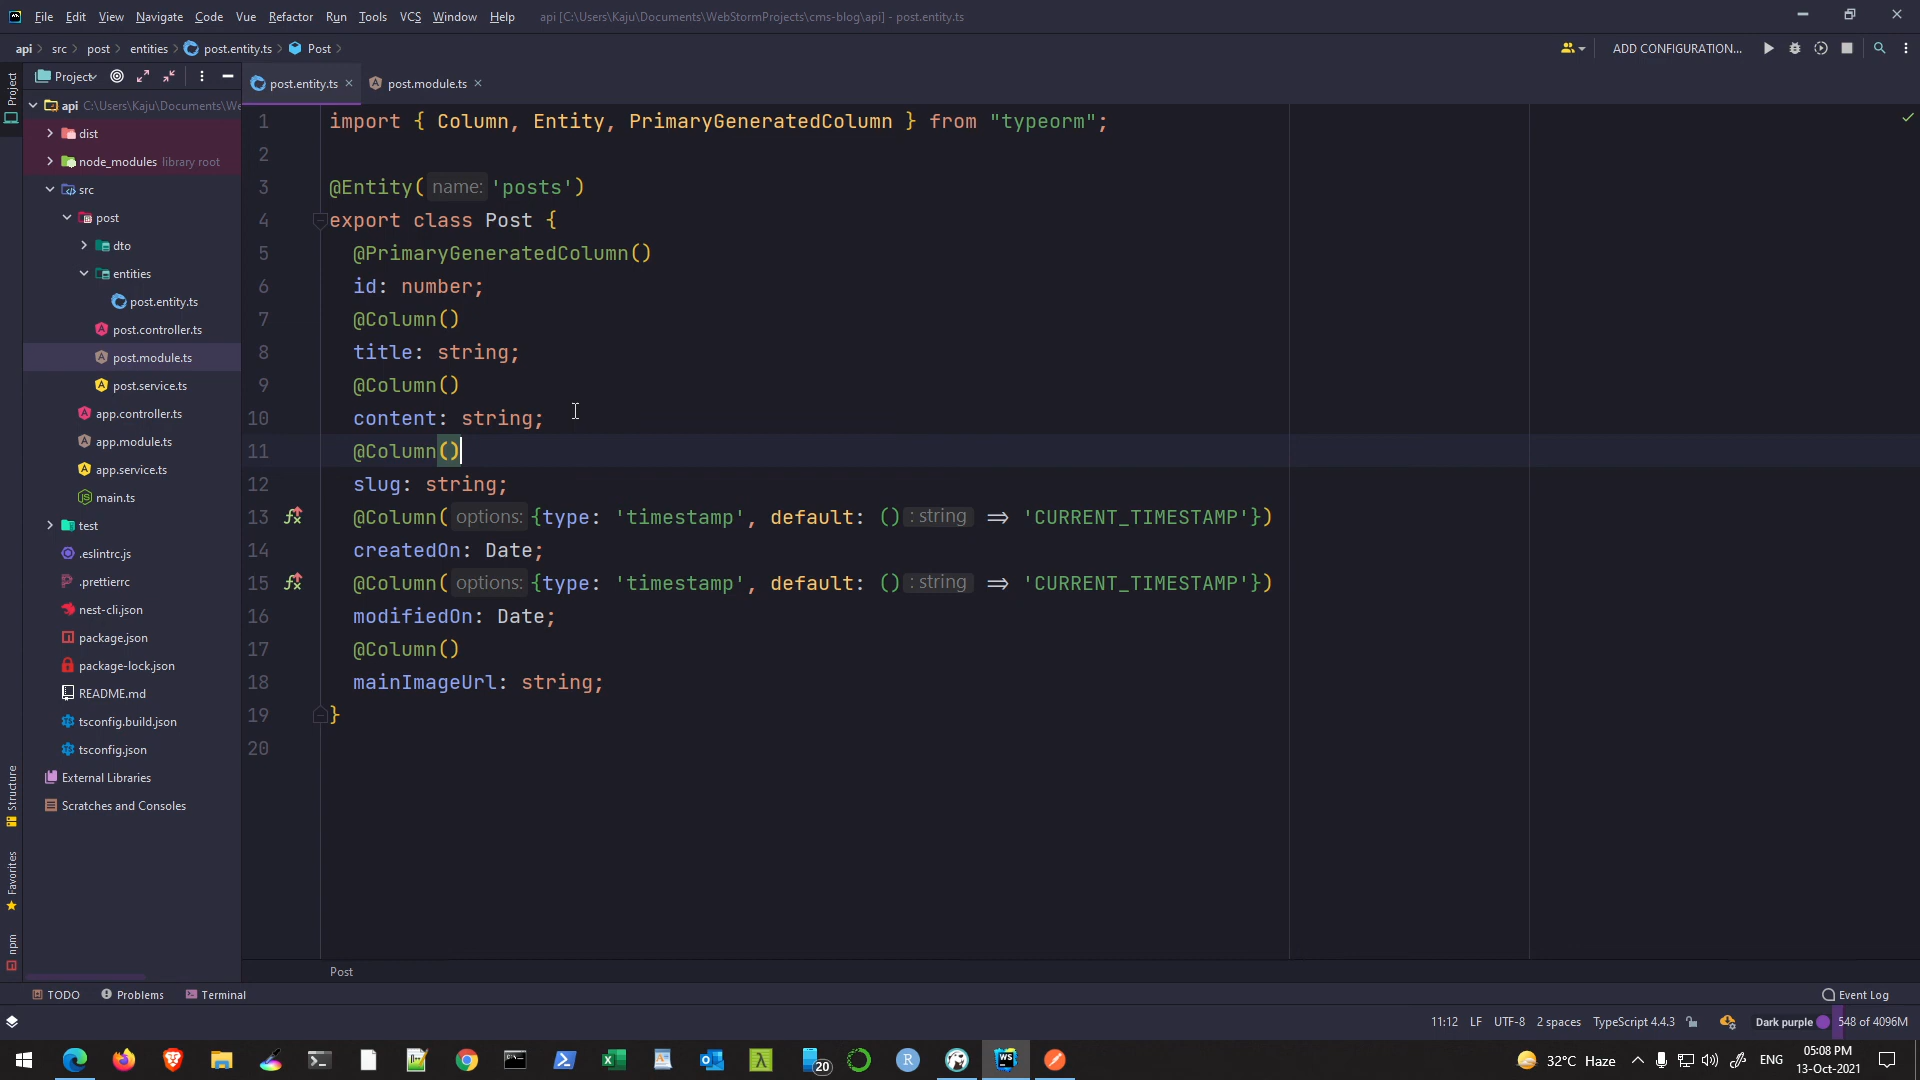 File Edit View Navigate Code Vue Refactor Run Tools VCS Window Help api [C:\Users\Kaju\Documents\WebStormProjects\cms-blog\api] - post.entity.ts
api src post entities post.entity.ts Post
ADD CONFIGURATION...
Project
Project
post.entity.ts
post.module.ts
api C:\Users\Kaju\Documents\We
dist
node_modules library root
src
post
dto
entities
post.entity.ts
post.controller.ts
post.module.ts
post.service.ts
app.controller.ts
app.module.ts
app.service.ts
main.ts
test
.eslintrc.js
.prettierrc
nest-cli.json
package.json
package-lock.json
README.md
tsconfig.build.json
tsconfig.json
External Libraries
Scratches and Consoles
Structure
Favorites
npm
1 import { Column, Entity, PrimaryGeneratedColumn } from "typeorm";
2
3 @Entity( name: 'posts')
4 export class Post {
5 @PrimaryGeneratedColumn()
6 id: number;
7 @Column()
8 title: string;
9 @Column()
10 content: string;
11 @Column()
12 slug: string;
13 @Column( options: {type: 'timestamp', default: () : string ⇒ 'CURRENT_TIMESTAMP'})
14 createdOn: Date;
15 @Column( options: {type: 'timestamp', default: () : string ⇒ 'CURRENT_TIMESTAMP'})
16 modifiedOn: Date;
17 @Column()
18 mainImageUrl: string;
19 }
20
Post
TODO Problems Terminal
Event Log
11:12 LF UTF-8 2 spaces TypeScript 4.4.3 Dark purple 548 of 4096M
20
32°C Haze
ENG
05:08 PM
13-Oct-2021